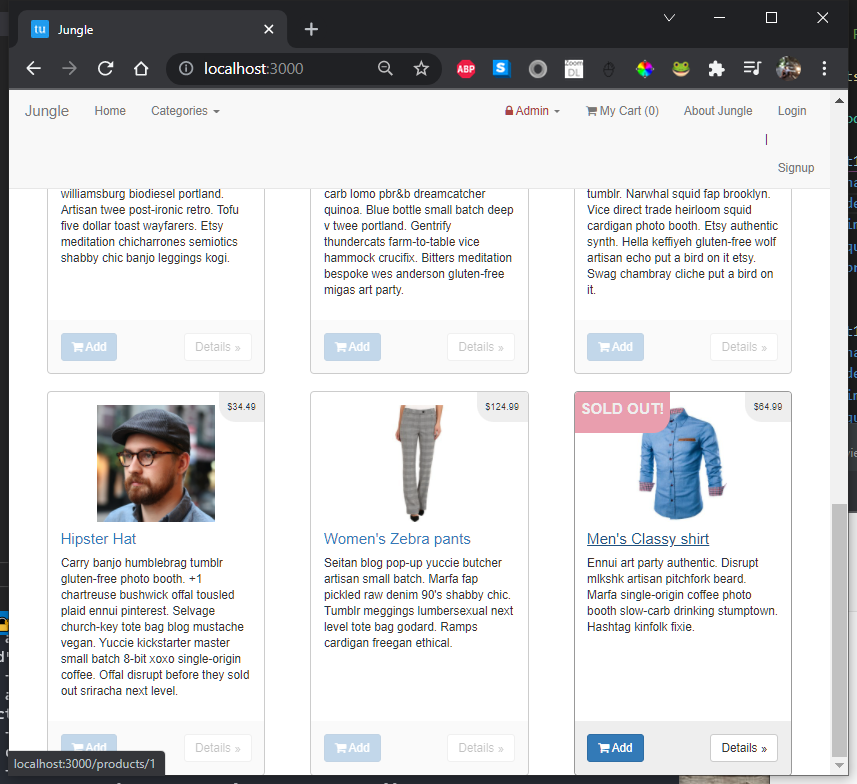 Jungle
localhost:3000
ABP
S
Zoom
DL
Jungle Home Categories Admin My Cart (0) About Jungle Login
|
Signup
williamsburg biodiesel portland.
Artisan twee post-ironic retro. Tofu
five dollar toast wayfarers. Etsy
meditation chicharrones semiotics
shabby chic banjo leggings kogi.
Add Details »
carb lomo pbr&b dreamcatcher
quinoa. Blue bottle small batch deep
v twee portland. Gentrify
thundercats farm-to-table vice
hammock crucifix. Bitters meditation
bespoke wes anderson gluten-free
migas art party.
Add Details »
tumblr. Narwhal squid fap brooklyn.
Vice direct trade heirloom squid
cardigan photo booth. Etsy authentic
synth. Hella keffiyeh gluten-free wolf
artisan echo put a bird on it etsy.
Swag chambray cliche put a bird on
it.
Add Details »
$34.49
Hipster Hat
Carry banjo humblebrag tumblr
gluten-free photo booth. +1
chartreuse bushwick offal tousled
plaid ennui pinterest. Selvage
church-key tote bag blog mustache
vegan. Yuccie kickstarter master
small batch 8-bit xoxo single-origin
coffee. Offal disrupt before they sold
out sriracha next level.
Add Details »
$124.99
Women's Zebra pants
Seitan blog pop-up yuccie butcher
artisan small batch. Marfa fap
pickled raw denim 90's shabby chic.
Tumblr meggings lumbersexual next
level tote bag godard. Ramps
cardigan freegan ethical.
Add Details »
SOLD OUT! $64.99
Men's Classy shirt
Ennui art party authentic. Disrupt
mlkshk artisan pitchfork beard.
Marfa single-origin coffee photo
booth slow-carb drinking stumptown.
Hashtag kinfolk fixie.
Add Details »
localhost:3000/products/1